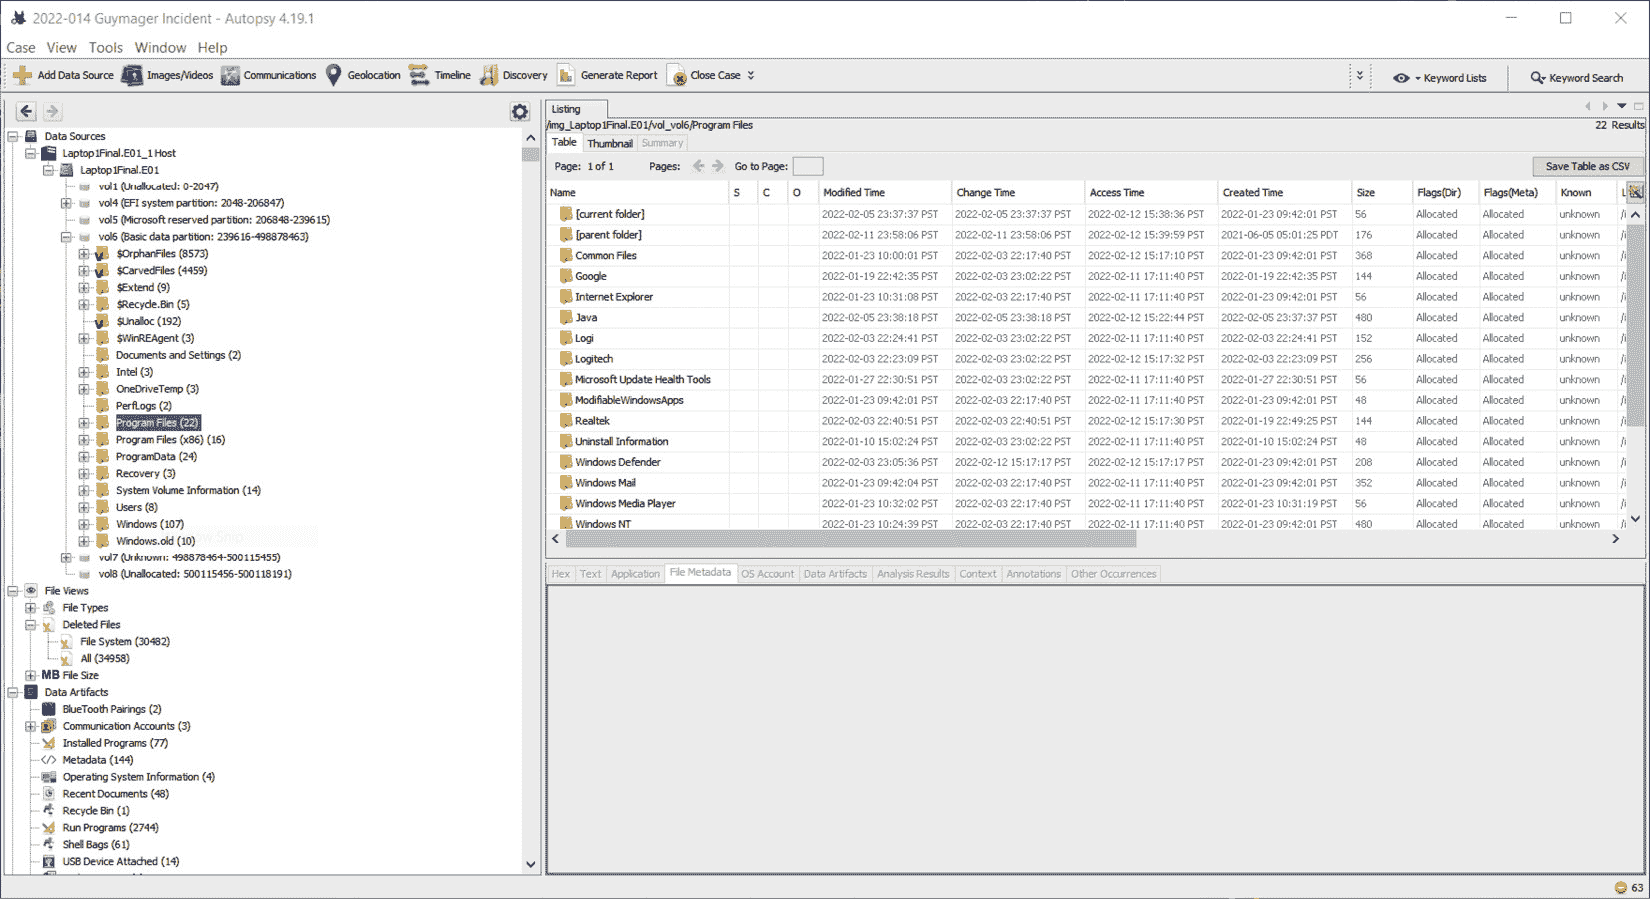 2022-014 Guymager Incident - Autopsy 4.19.1
Case View Tools Window Help
Add Data Source Images/Videos Communications Geolocation Timeline Discovery Generate Report Close Case Keyword Lists Keyword Search
Data Sources
Laptop1Final.E01_1 Host
Laptop1Final.E01
vol1 (Unallocated: 0-2047)
vol4 (EFI system partition: 2048-206847)
vol5 (Microsoft reserved partition: 206848-239615)
vol6 (Basic data partition: 239616-498878463)
$OrphanFiles (8573)
$CarvedFiles (4459)
$Extend (9)
$Recycle.Bin (5)
$Unalloc (192)
$WinREAgent (3)
Documents and Settings (2)
Intel (3)
OneDriveTemp (3)
PerfLogs (2)
Program Files (22)
Program Files (x86) (16)
ProgramData (24)
Recovery (3)
System Volume Information (14)
Users (8)
Windows (107)
Windows.old (10)
vol7 (Unknown: 498878464-500115455)
vol8 (Unallocated: 500115456-500118191)
File Views
File Types
Deleted Files
File System (30482)
All (34958)
MB File Size
Data Artifacts
BlueTooth Pairings (2)
Communication Accounts (3)
Installed Programs (77)
Metadata (144)
Operating System Information (4)
Recent Documents (48)
Recycle Bin (1)
Run Programs (2744)
Shell Bags (61)
USB Device Attached (14)
Listing
/img_Laptop1Final.E01/vol_vol6/Program Files 22 Results
Table Thumbnail Summary
Page: 1 of 1 Pages: Go to Page: Save Table as CSV
Name S C O Modified Time Change Time Access Time Created Time Size Flags(Dir) Flags(Meta) Known L
[current folder] 2022-02-05 23:37:37 PST 2022-02-05 23:37:37 PST 2022-02-12 15:38:36 PST 2022-01-23 09:42:01 PST 56 Allocated Allocated unknown /i
[parent folder] 2022-02-11 23:58:06 PST 2022-02-11 23:58:06 PST 2022-02-12 15:39:59 PST 2021-06-05 05:01:25 PDT 176 Allocated Allocated unknown /i
Common Files 2022-01-23 10:00:01 PST 2022-02-03 22:17:40 PST 2022-02-12 15:17:10 PST 2022-01-23 09:42:01 PST 368 Allocated Allocated unknown /i
Google 2022-01-19 22:42:35 PST 2022-02-03 23:02:22 PST 2022-02-11 17:11:40 PST 2022-01-19 22:42:35 PST 144 Allocated Allocated unknown /i
Internet Explorer 2022-01-23 10:31:08 PST 2022-02-03 22:17:40 PST 2022-02-11 17:11:40 PST 2022-01-23 09:42:01 PST 56 Allocated Allocated unknown /i
Java 2022-02-05 23:38:18 PST 2022-02-05 23:38:18 PST 2022-02-12 15:22:44 PST 2022-02-05 23:37:37 PST 480 Allocated Allocated unknown /i
Logi 2022-02-03 22:24:41 PST 2022-02-03 22:24:41 PST 2022-02-11 17:11:40 PST 2022-02-03 22:24:41 PST 152 Allocated Allocated unknown /i
Logitech 2022-02-03 22:23:09 PST 2022-02-03 23:02:22 PST 2022-02-12 15:17:32 PST 2022-02-03 22:23:09 PST 256 Allocated Allocated unknown /i
Microsoft Update Health Tools 2022-01-27 22:30:51 PST 2022-02-03 23:02:22 PST 2022-02-11 17:11:40 PST 2022-01-27 22:30:51 PST 56 Allocated Allocated unknown /i
ModifiableWindowsApps 2022-01-23 09:42:01 PST 2022-02-03 22:17:40 PST 2022-02-11 17:11:40 PST 2022-01-23 09:42:01 PST 48 Allocated Allocated unknown /i
Realtek 2022-02-03 22:40:51 PST 2022-02-03 22:40:51 PST 2022-02-12 15:17:30 PST 2022-01-19 22:49:25 PST 144 Allocated Allocated unknown /i
Uninstall Information 2022-01-10 15:02:24 PST 2022-02-03 23:02:22 PST 2022-02-11 17:11:40 PST 2022-01-10 15:02:24 PST 48 Allocated Allocated unknown /i
Windows Defender 2022-02-03 23:05:36 PST 2022-02-12 15:17:17 PST 2022-02-12 15:17:17 PST 2022-01-23 09:42:01 PST 208 Allocated Allocated unknown /i
Windows Mail 2022-01-23 09:42:04 PST 2022-02-03 22:17:40 PST 2022-02-11 17:11:40 PST 2022-01-23 09:42:01 PST 352 Allocated Allocated unknown /i
Windows Media Player 2022-01-23 10:32:02 PST 2022-02-03 22:17:40 PST 2022-02-11 17:11:40 PST 2022-01-23 10:31:19 PST 56 Allocated Allocated unknown /i
Windows NT 2022-01-23 10:24:39 PST 2022-02-03 22:17:40 PST 2022-02-11 17:11:40 PST 2022-01-23 09:42:01 PST 480 Allocated Allocated unknown /i
Hex Text Application File Metadata OS Account Data Artifacts Analysis Results Context Annotations Other Occurrences
63